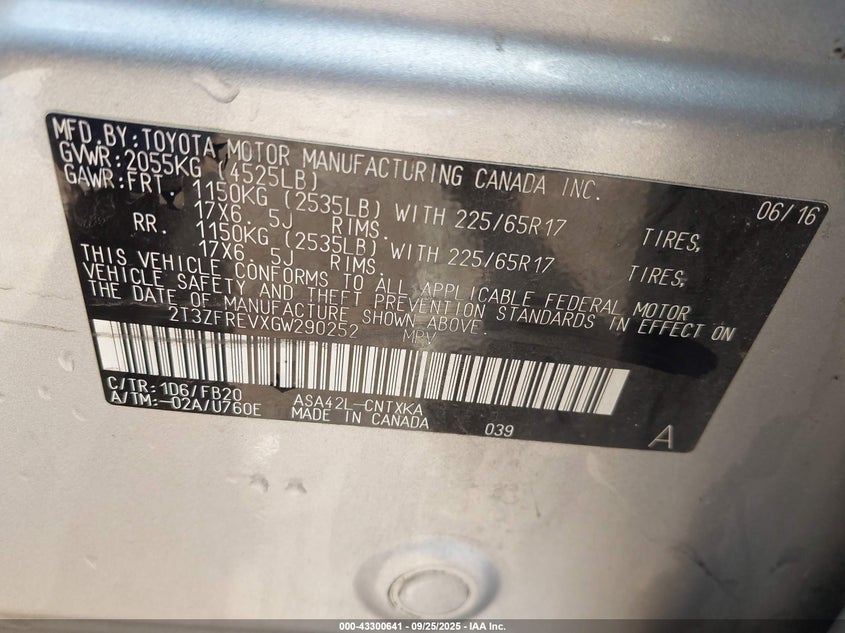 MFD.BY:TOYOTA MOTOR MANUFACTURING CANADA INC. 06/16
GVWR:2055KG (4525LB)
GAWR:FRT 1150KG (2535LB) WITH 225/65R17 TIRES,
17X6. 5J RIMS.
RR. 1150KG (2535LB) WITH 225/65R17 TIRES,
17X6. 5J RIMS.
THIS VEHICLE CONFORMS TO ALL APPLICABLE FEDERAL MOTOR
VEHICLE SAFETY AND THEFT PREVENTION STANDARDS IN EFFECT ON
THE DATE OF MANUFACTURE SHOWN ABOVE.
2T3ZFREVXGW290252 MPV
C/TR:1D6/FB20 ASA42L-CNTXKA
A/TM:-02A/U760E MADE IN CANADA 039 A
000-43300641 - 09/25/2025 - IAA Inc.